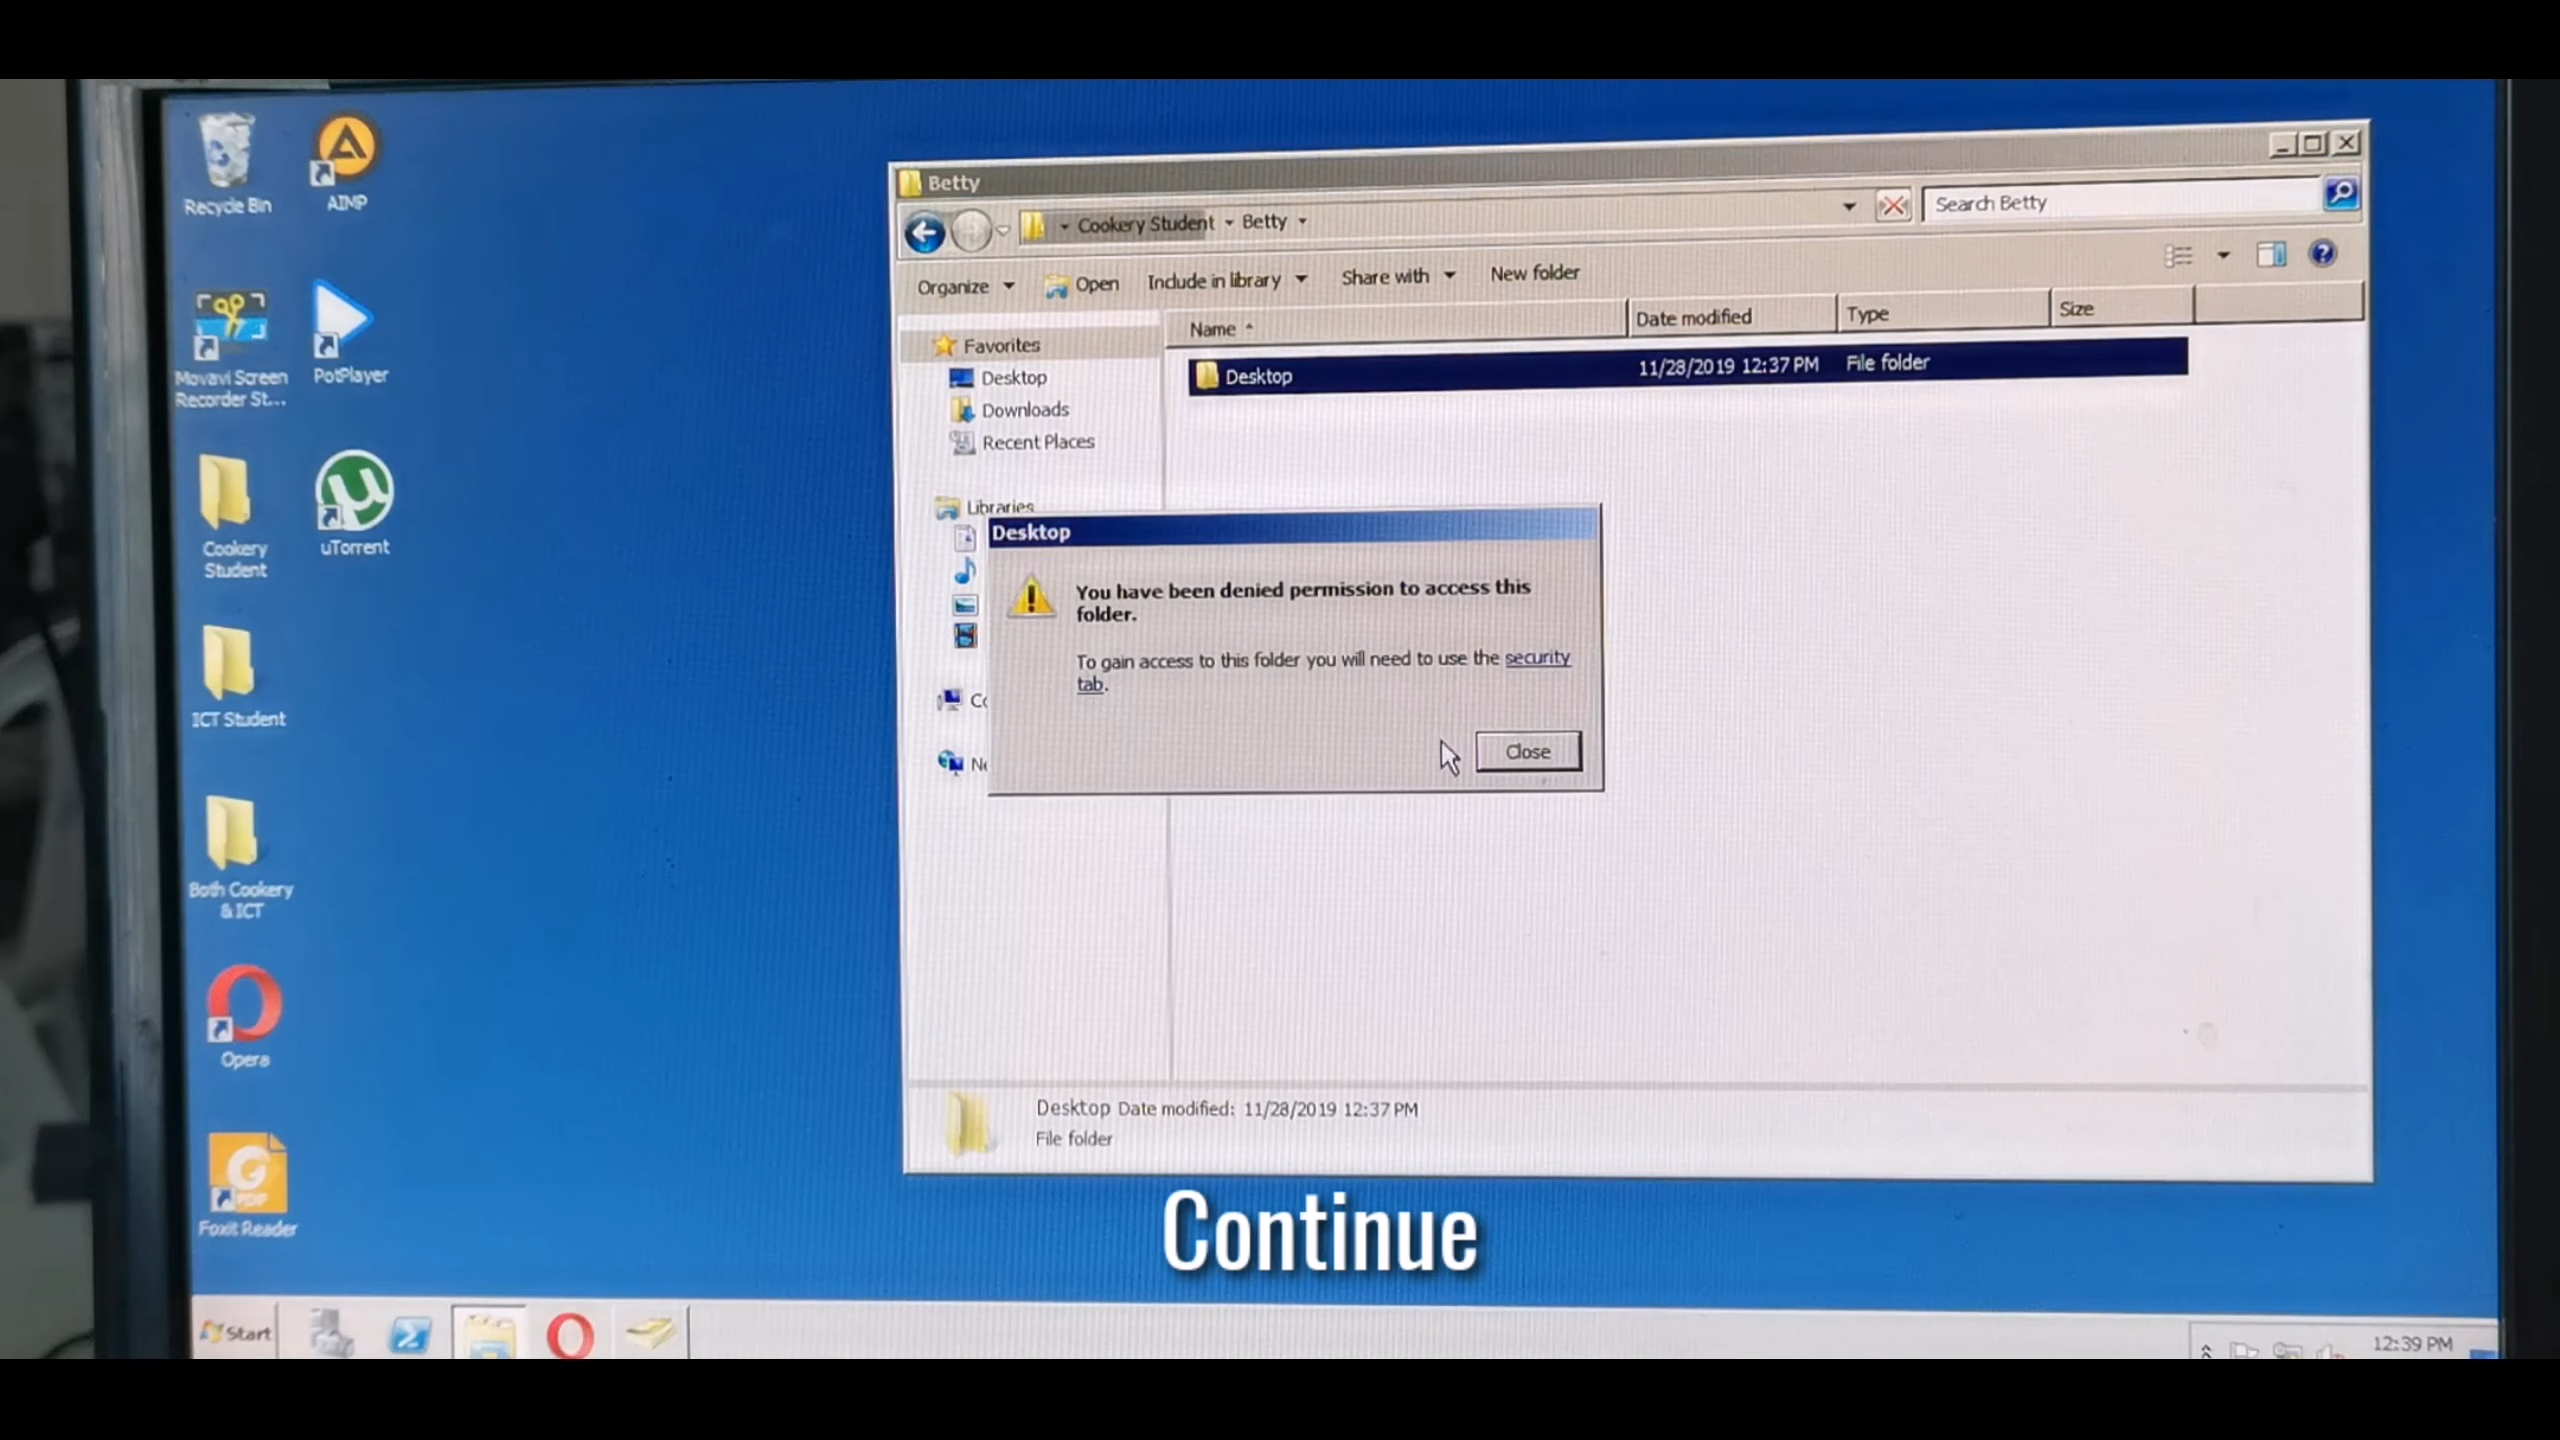 Recycle Bin
AIMP
Movavi Screen
Recorder St...
PotPlayer
Cookery
Student
uTorrent
ICT Student
Both Cookery
& ICT
Opera
Foxit Reader
Betty
Cookery Student
Betty
Search Betty
Organize
Open
Include in library
Share with
New folder
Name
Date modified
Type
Size
Favorites
Desktop
Downloads
Recent Places
Libraries
Desktop
11/28/2019 12:37 PM
File folder
Desktop
You have been denied permission to access this
folder.
To gain access to this folder you will need to use the security
tab.
Close
Desktop Date modified: 11/28/2019 12:37 PM
File folder
Continue
Start
12:39 PM